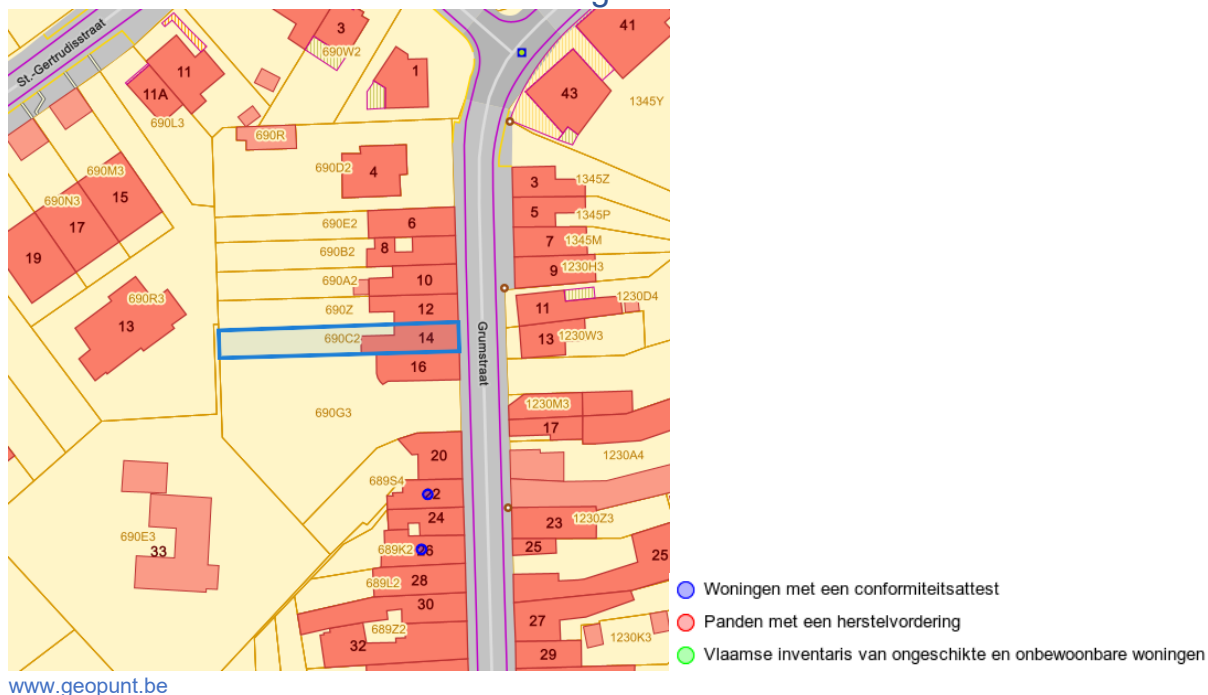 St.-Gertrudisstraat
11
11A
690L3
3
690W2
1
41
43
1345Y
690R
690D2
4
690M3
15
690N3
17
19
690E2
6
690B2
8
690A2
10
690Z
12
690C2
14
16
690R3
13
690G3
Grumstraat
3
1345Z
5
1345P
7
1345M
9
1230H3
11
1230D4
13
1230W3
1230M3
17
1230A4
20
689S4
24
689K2
26
689L2
28
30
689Z2
32
690E3
33
23
1230Z3
25
25
27
1230K3
29
Woningen met een conformiteitsattest
Panden met een herstelvordering
Vlaamse inventaris van ongeschikte en onbewoonbare woningen
www.geopunt.be